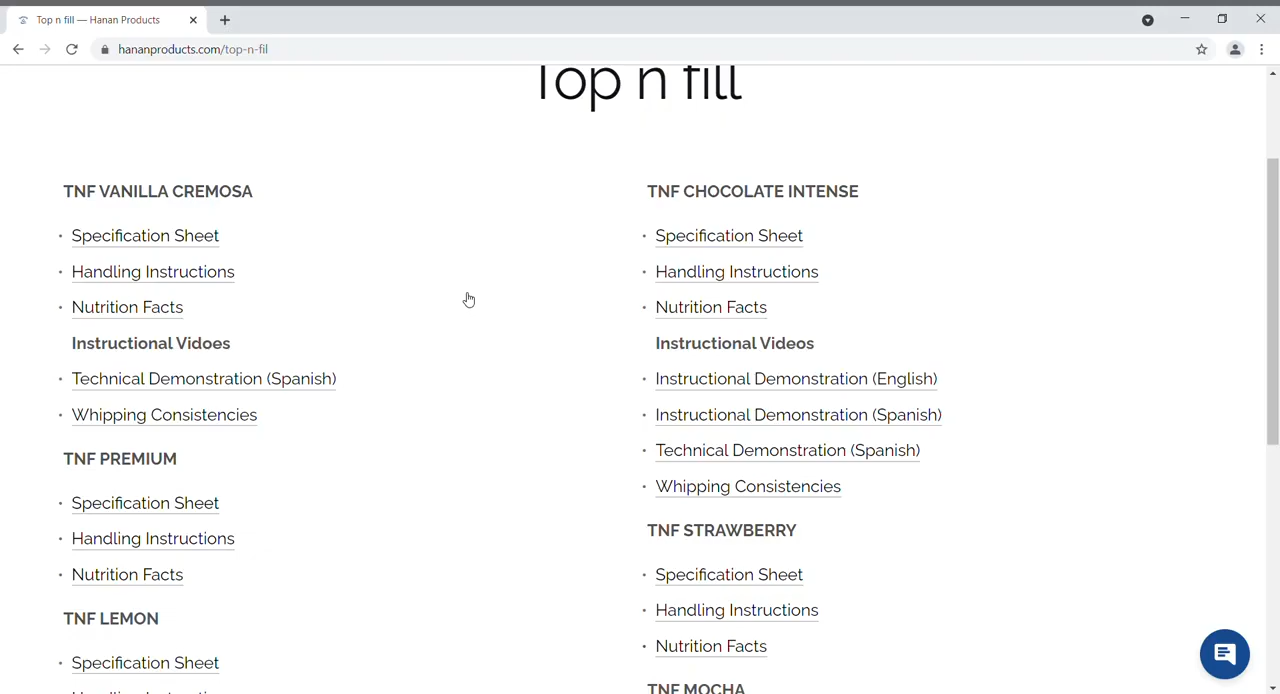 Top n fill — Hanan Products
hananproducts.com/top-n-fil
Top n fill
TNF VANILLA CREMOSA
• Specification Sheet
• Handling Instructions
• Nutrition Facts
Instructional Vidoes
• Technical Demonstration (Spanish)
• Whipping Consistencies
TNF PREMIUM
• Specification Sheet
• Handling Instructions
• Nutrition Facts
TNF LEMON
• Specification Sheet
Handling Instructions
TNF CHOCOLATE INTENSE
• Specification Sheet
• Handling Instructions
• Nutrition Facts
Instructional Videos
• Instructional Demonstration (English)
• Instructional Demonstration (Spanish)
• Technical Demonstration (Spanish)
• Whipping Consistencies
TNF STRAWBERRY
• Specification Sheet
• Handling Instructions
• Nutrition Facts
TNF MOCHA